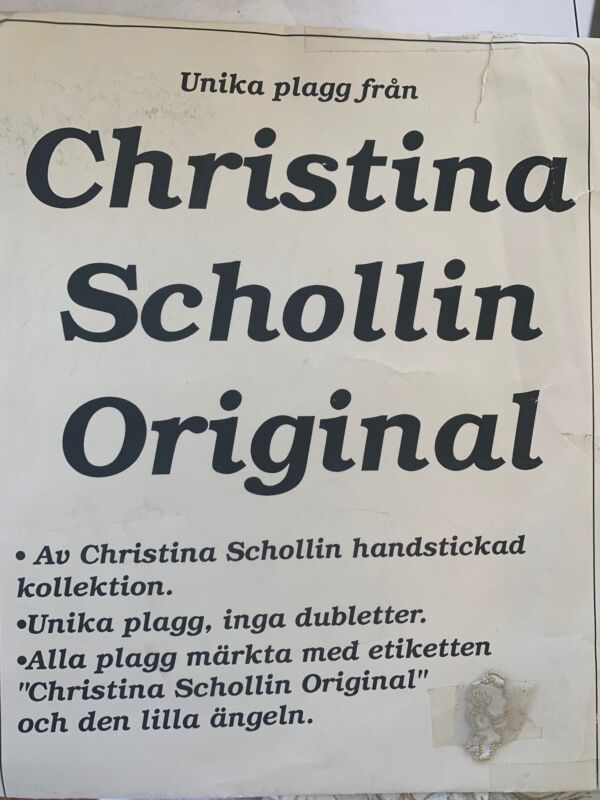 Unika plagg från
Christina
Schollin
Original
• Av Christina Schollin handstickad
kollektion.
•Unika plagg, inga dubletter.
•Alla plagg märkta med etiketten
"Christina Schollin Original"
och den lilla ängeln.